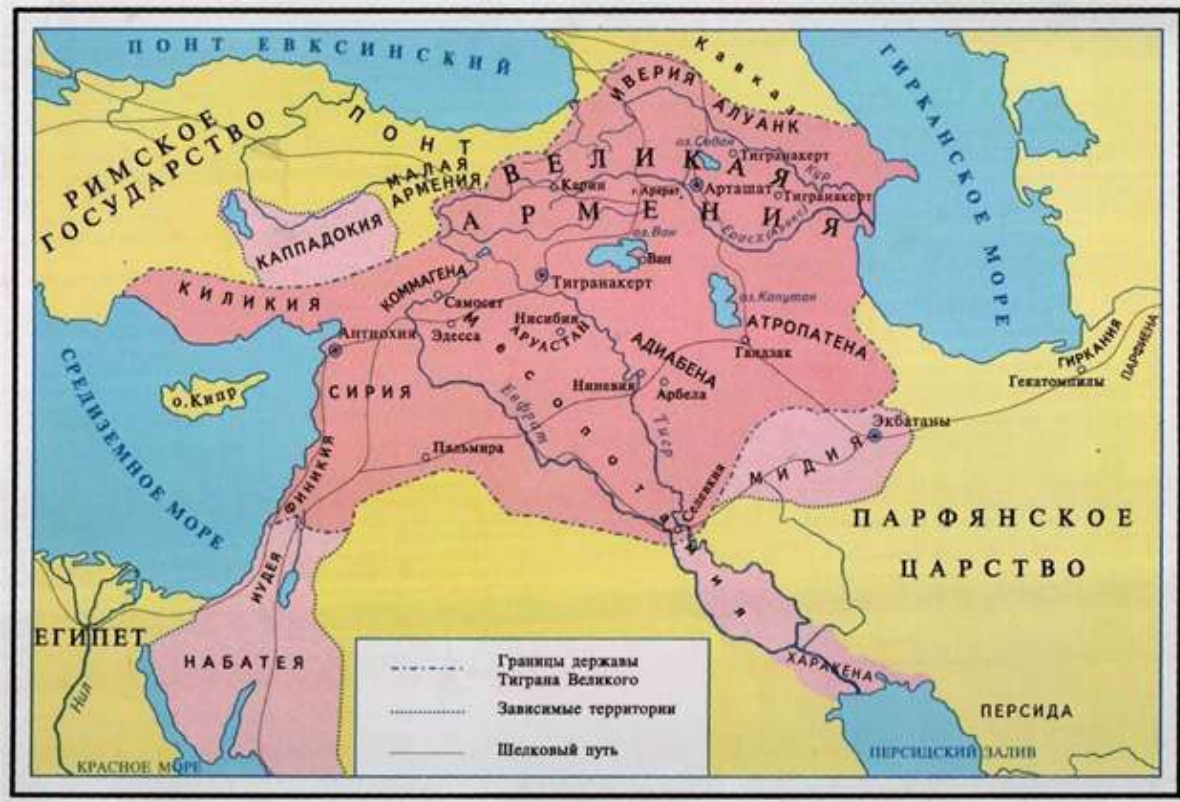 ПОНТ ЕВКСИНСКИЙ
Кавказ
ГИРКАНСКОЕ МОРЕ
РИМСКОЕ
ГОСУДАРСТВО
ПОНТ
МАЛАЯ
АРМЕНИЯ
ИВЕРИЯ
АЛУАНК
оз.Севан
Тигранакерт
Кур
ВЕЛИКАЯ
АРМЕНИЯ
Карин
г.Арарат
Арташат
Тигранакерт
КАППАДОКИЯ
оз.Ван
Ван
КИЛИКИЯ
КОММАГЕНА
Самосат
Тигранакерт
оз.Капутан
АТРОПАТЕНА
Антиохия
Эдесса
Нисибин
АРУАСТАН
МЕСОПОТАМИЯ
АДИАБЕНА
Гандзак
ГИРКАНИЯ
ПАРФИЕНА
Гекатомпилы
СРЕДИЗЕМНОЕ МОРЕ
о.Кипр
СИРИЯ
Ниневия
Арбела
Евфрат
Тигр
Экбатаны
Пальмира
МИДИЯ
ФИНИКИЯ
Селевкия
ПАРФЯНСКОЕ
ЦАРСТВО
ИУДЕЯ
ЕГИПЕТ
НАБАТЕЯ
Нил
ХАРАКЕНА
ПЕРСИДА
КРАСНОЕ МОРЕ
ПЕРСИДСКИЙ ЗАЛИВ
Границы державы
Тиграна Великого
Зависимые территории
Шелковый путь